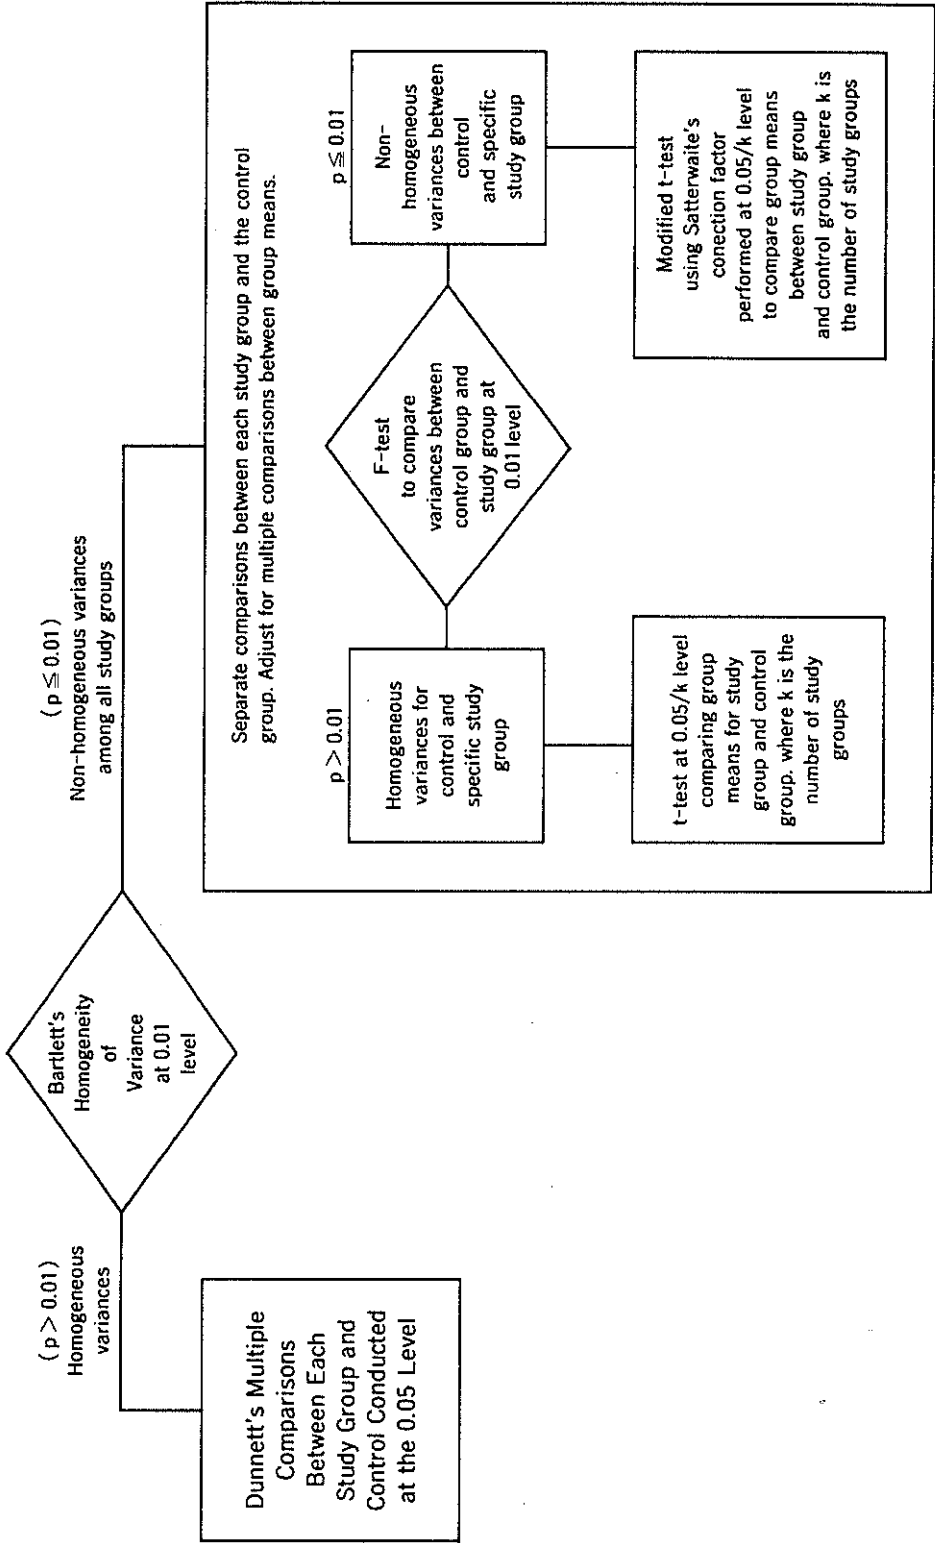 Bartlett's
Homogeneity
of
Variance
at 0.01
level
(p > 0.01)
Homogeneous
variances
Dunnett's Multiple
Comparisons
Between Each
Study Group and
Control Conducted
at the 0.05 Level
(p ≦ 0.01)
Non-homogeneous variances
among all study groups
Separate comparisons between each study group and the control
group. Adjust for multiple comparisons between group means.
F-test
to compare
variances between
control group and
study group at
0.01 level
p > 0.01
Homogeneous
variances for
control and
specific study
group
t-test at 0.05/k level
comparing group
means for study
group and control
group. where k is the
number of study
groups
p ≦ 0.01
Non-
homogeneous
variances between
control
and specific
study group
Modified t-test
using Satterwaite's
conection factor
performed at 0.05/k level
to compare group means
between study group
and control group. where k is
the number of study groups